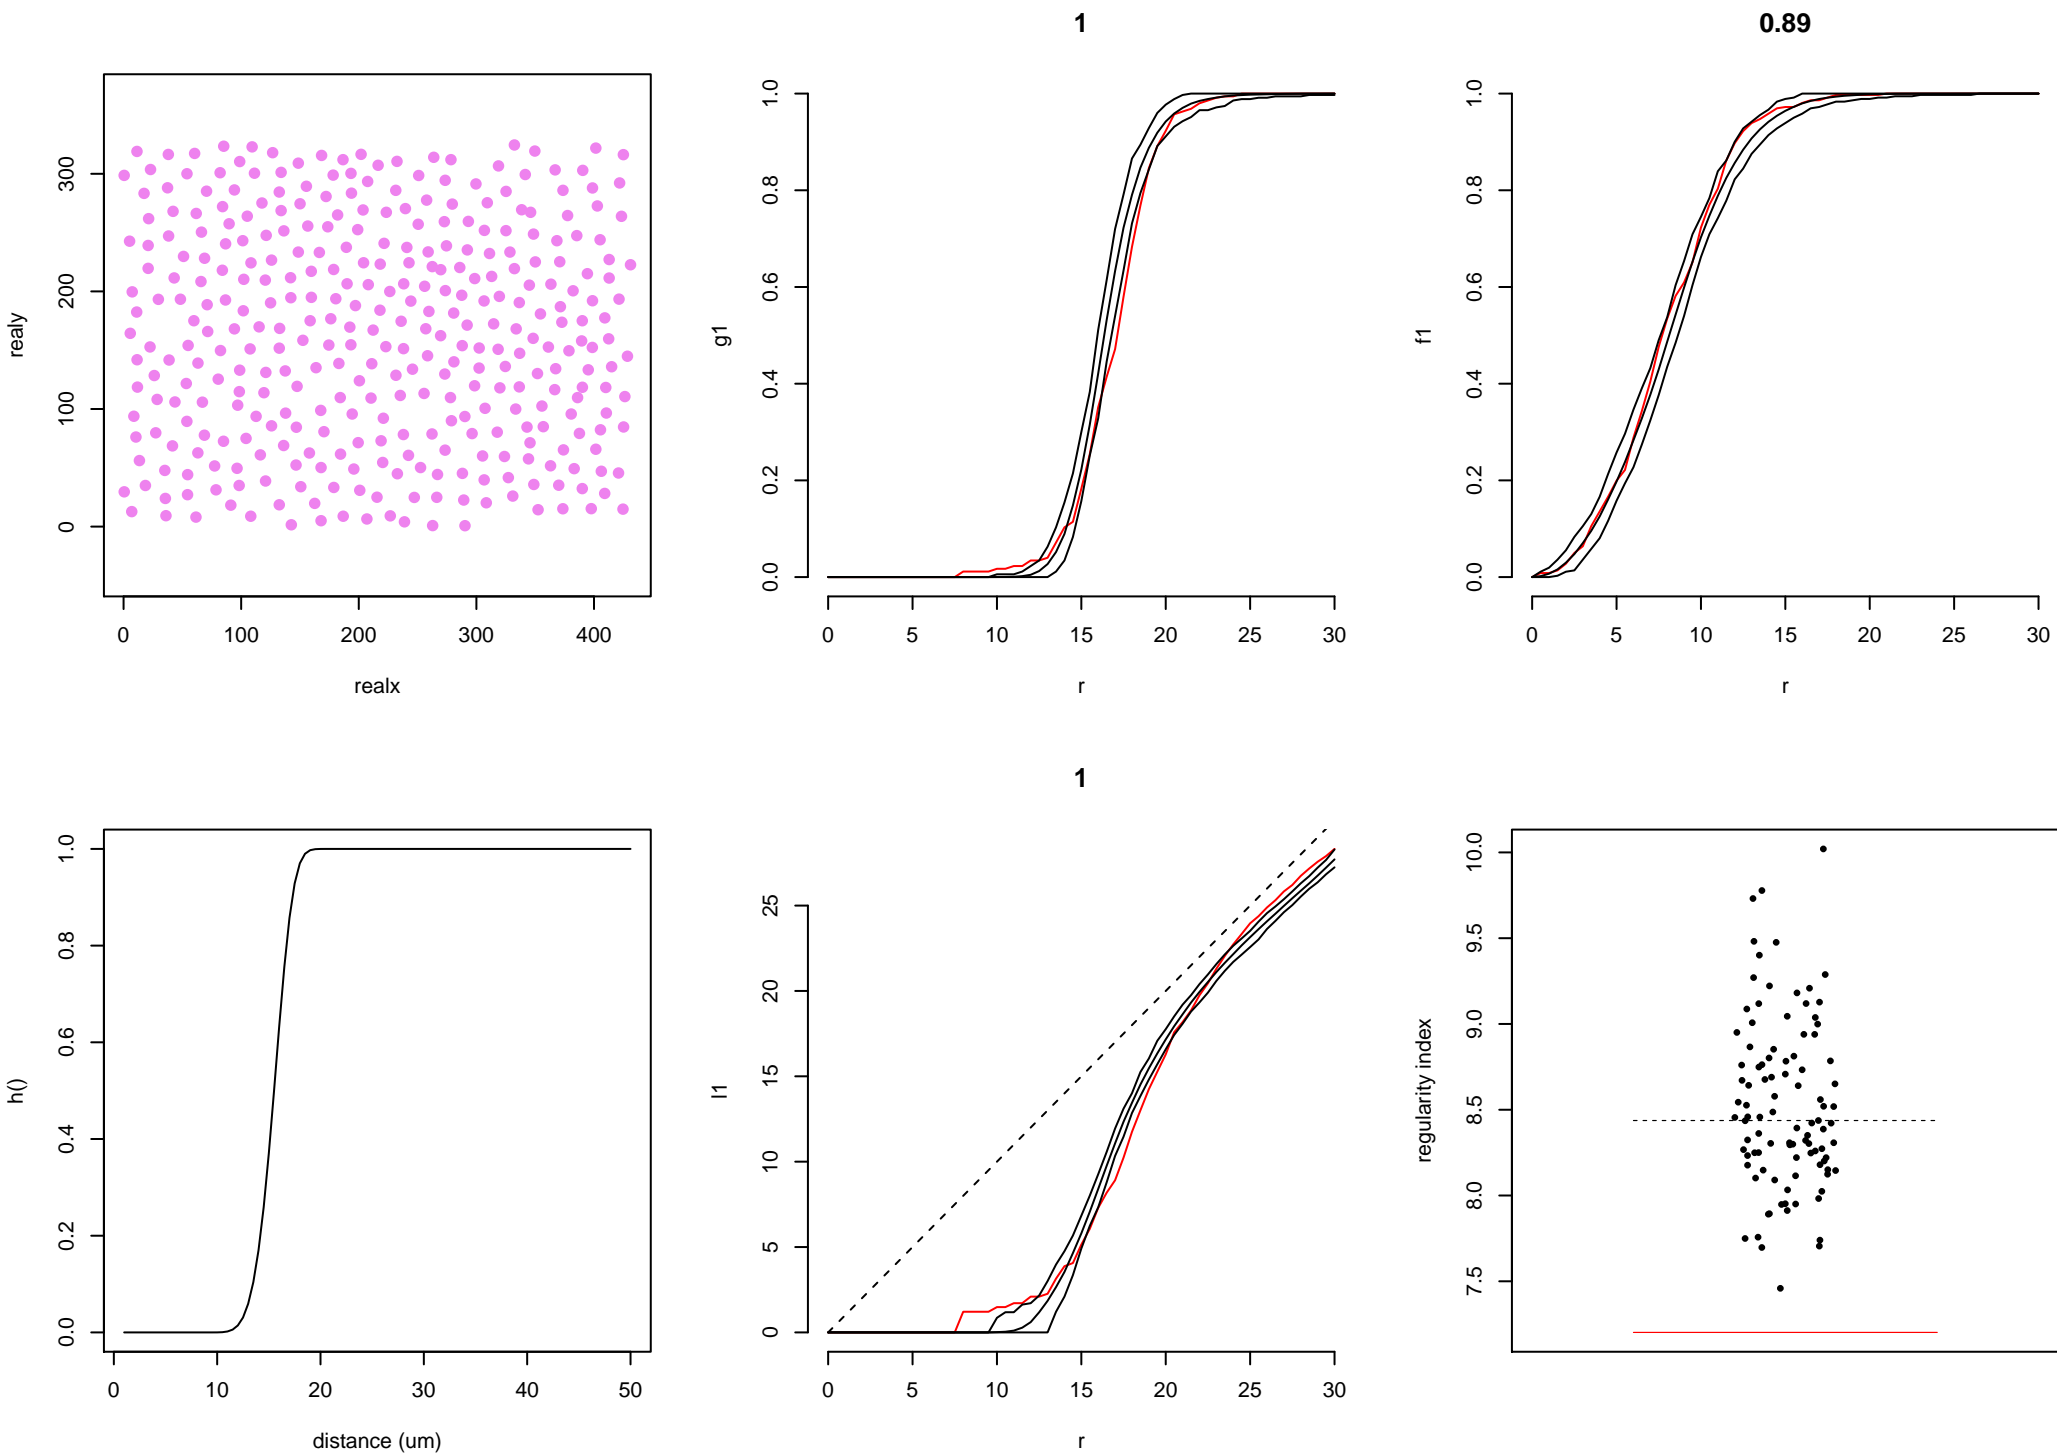 realy
0 100 200 300
0 100 200 300 400
realx
1
g1
0.0 0.2 0.4 0.6 0.8 1.0
0 5 10 15 20 25 30
r
0.89
f1
0.0 0.2 0.4 0.6 0.8 1.0
0 5 10 15 20 25 30
r
h()
0.0 0.2 0.4 0.6 0.8 1.0
0 10 20 30 40 50
distance (um)
1
l1
0 5 10 15 20 25
0 5 10 15 20 25 30
r
regularity index
7.5 8.0 8.5 9.0 9.5 10.0